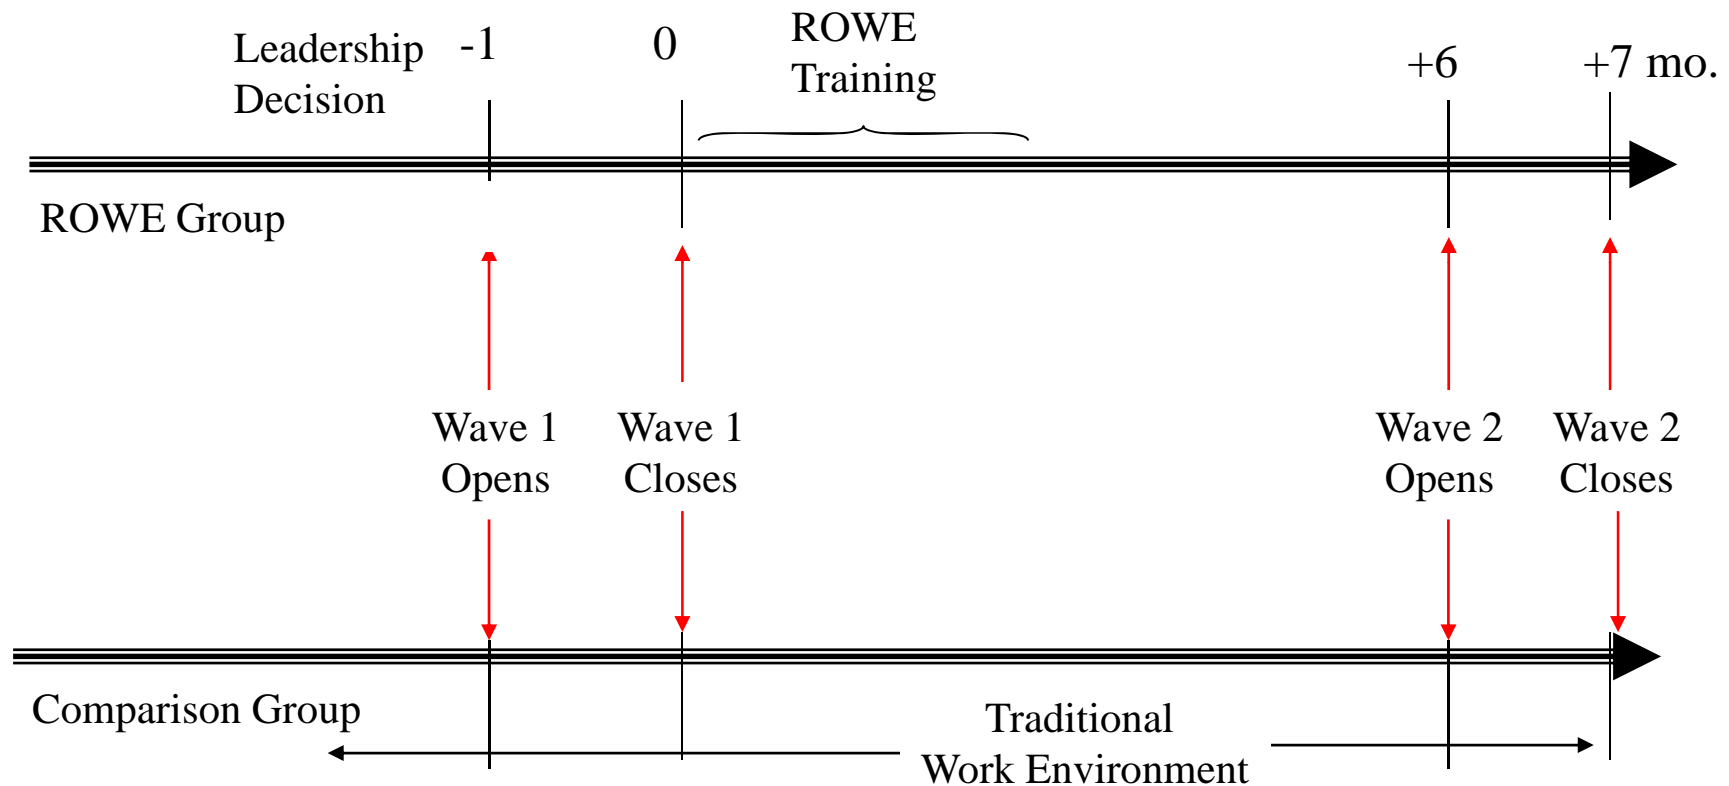 Leadership
Decision
-1
0
ROWE
Training
+6
+7 mo.
ROWE Group
Wave 1
Opens
Wave 1
Closes
Wave 2
Opens
Wave 2
Closes
Comparison Group
Traditional
Work Environment